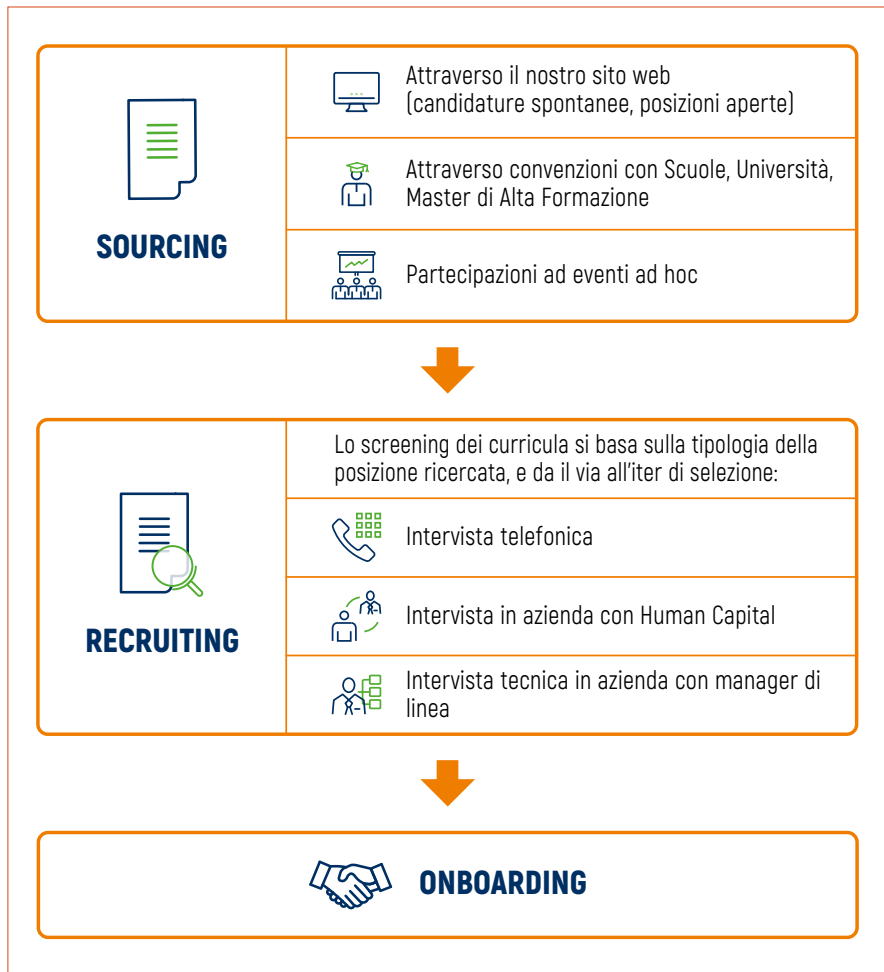 SOURCING
Attraverso il nostro sito web
(candidature spontanee, posizioni aperte)
Attraverso convenzioni con Scuole, Università,
Master di Alta Formazione
Partecipazioni ad eventi ad hoc
RECRUITING
Lo screening dei curricula si basa sulla tipologia della
posizione ricercata, e da il via all'iter di selezione:
Intervista telefonica
Intervista in azienda con Human Capital
Intervista tecnica in azienda con manager di
linea
ONBOARDING